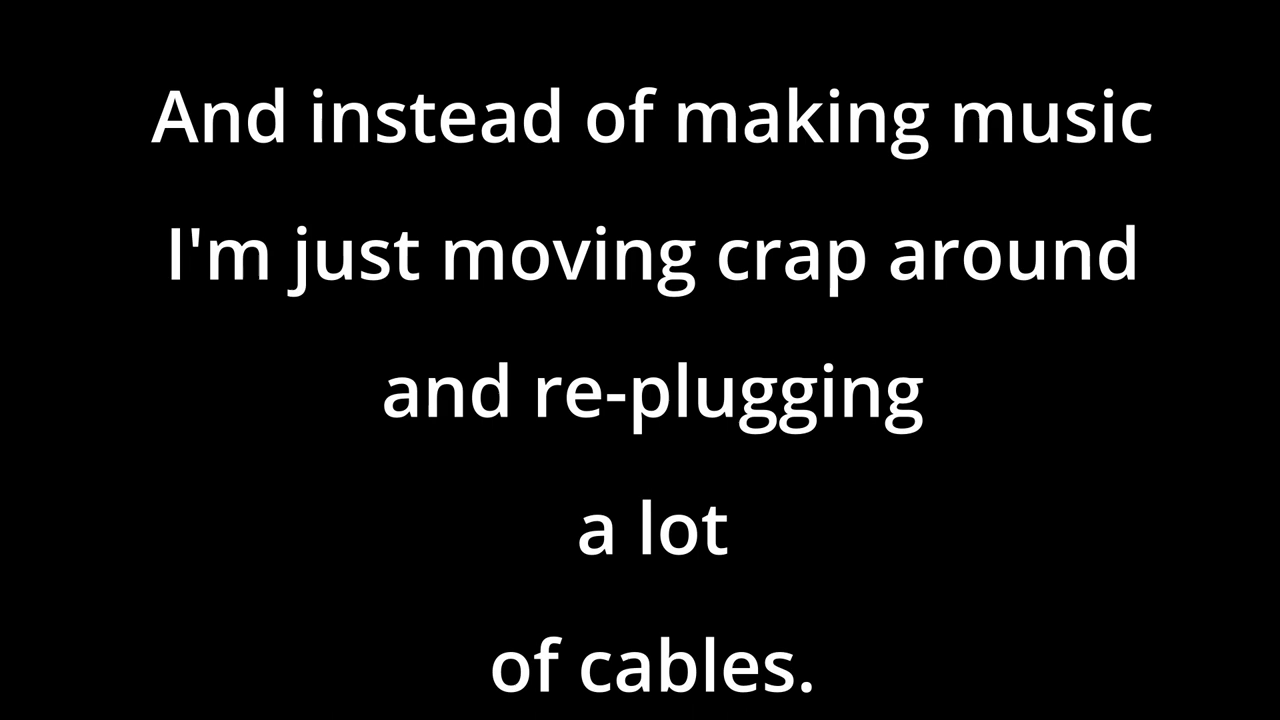 And instead of making music
I'm just moving crap around
and re-plugging
a lot
of cables.